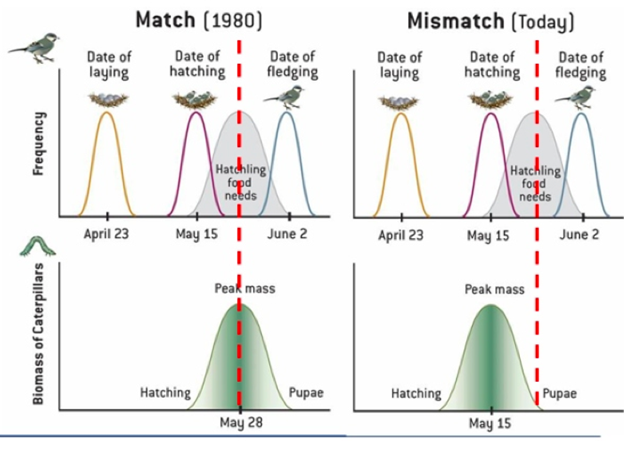 Match (1980)
Mismatch (Today)
Date of
laying
Date of
hatching
Date of
fledging
Date of
laying
Date of
hatching
Date of
fledging
Frequency
Hatchling
food
needs
Hatchling
food
needs
April 23
May 15
June 2
April 23
May 15
June 2
Biomass of Caterpillars
Peak mass
Peak mass
Hatching
Pupae
Hatching
Pupae
May 28
May 15